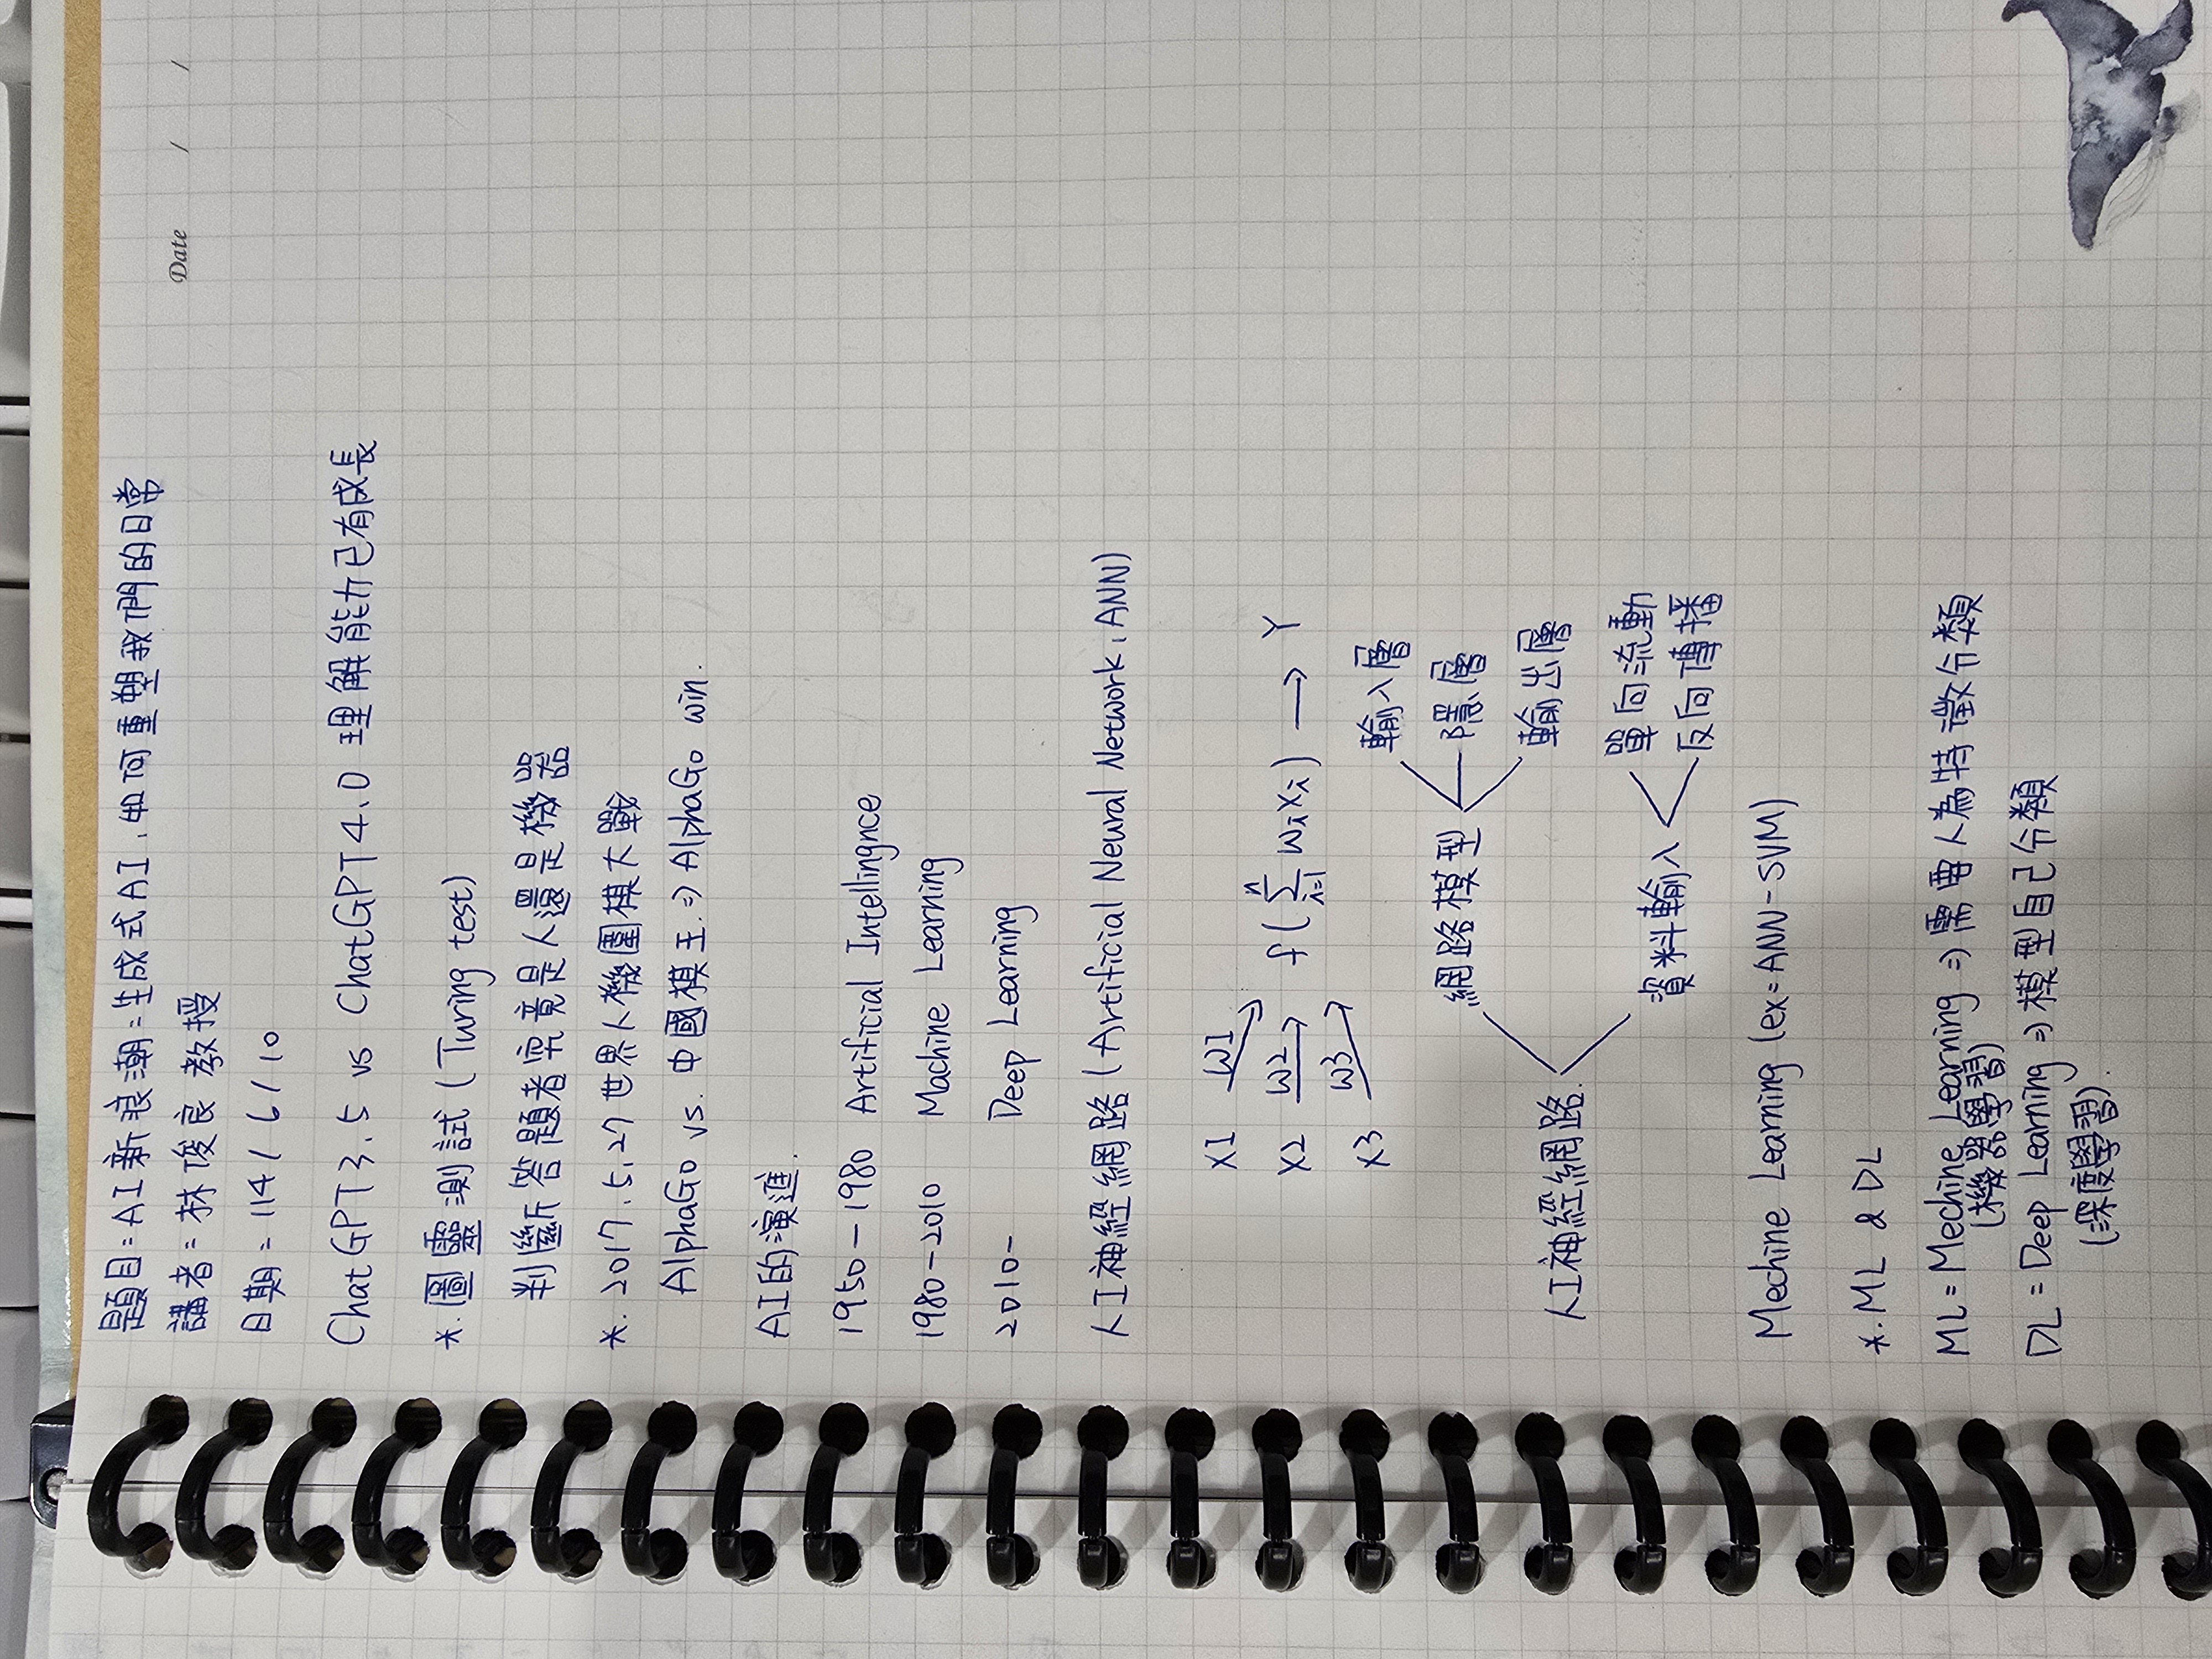 題目：AI新浪潮：生成式AI，如何重塑我們的日常
Date / /
講者：林俊良 教授
日期：114 / 6 / 10
ChatGPT3.5 vs ChatGPT4.0 理解能力已有成長
*. 圖靈測試 (Turing test)
判斷答題者究竟是人還是機器
*. 2017.5.27 世界人機圍棋大戰
AlphaGo vs. 中國棋王 ⇒ AlphaGo win.
AI的演進.
1950-1980 Artificial Intellingnce
1980-2010 Machine Learning
2010- Deep Learning
人工神經網路 (Artificial Neural Network, ANN)
X1 W1
X2 W2 f(∑ i=1 n WiXi) → Y
X3 W3
輸入層
網路模型 隱層
輸出層
人工神經網路.
單向流動
資料輸入
反向傳播
Mechine Learning (ex: ANN-SVM)
*. ML & DL
ML = Mechine Learning ⇒ 需要人為特徵分類
(機器學習)
DL = Deep Learning ⇒ 模型自己分類
(深度學習).